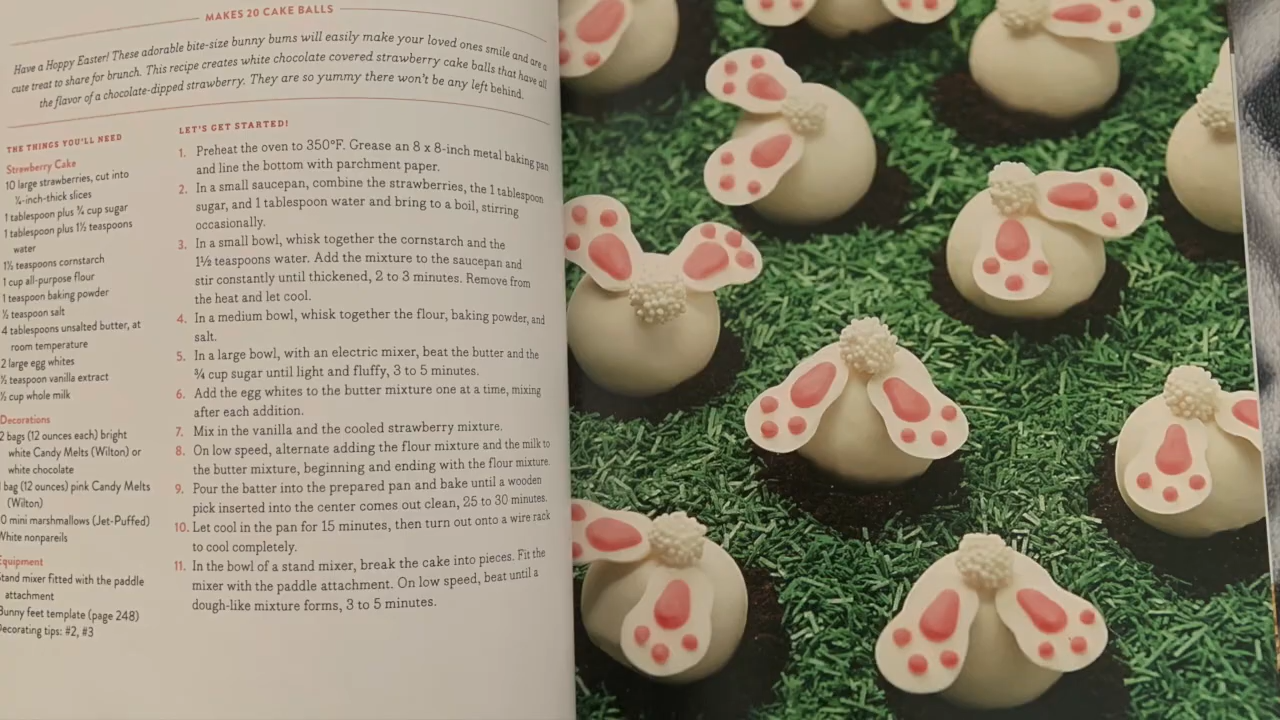 MAKES 20 CAKE BALLS
Have a Hoppy Easter! These adorable bite-size bunny bums will easily make your loved ones smile and are a
cute treat to share for brunch. This recipe creates white chocolate covered strawberry cake balls that have all
the flavor of a chocolate-dipped strawberry. They are so yummy there won't be any left behind.
THE THINGS YOU'LL NEED
Strawberry Cake
10 large strawberries, cut into
¼-inch-thick slices
1 tablespoon plus ¾ cup sugar
1 tablespoon plus 1½ teaspoons
water
1½ teaspoons cornstarch
1 cup all-purpose flour
1 teaspoon baking powder
teaspoon salt
4 tablespoons unsalted butter, at
room temperature
2 large egg whites
teaspoon vanilla extract
cup whole milk
Decorations
2 bags (12 ounces each) bright
white Candy Melts (Wilton) or
white chocolate
bag (12 ounces) pink Candy Melts
(Wilton)
0 mini marshmallows (Jet-Puffed)
White nonpareils
Equipment
Stand mixer fitted with the paddle
attachment
Bunny feet template (page 248)
Decorating tips: #2, #3
LET'S GET STARTED!
1. Preheat the oven to 350°F. Grease an 8 x 8-inch metal baking pan
and line the bottom with parchment paper.
2. In a small saucepan, combine the strawberries, the 1 tablespoon
sugar, and 1 tablespoon water and bring to a boil, stirring
occasionally.
3. In a small bowl, whisk together the cornstarch and the
1½ teaspoons water. Add the mixture to the saucepan and
stir constantly until thickened, 2 to 3 minutes. Remove from
the heat and let cool.
4. In a medium bowl, whisk together the flour, baking powder, and
salt.
5. In a large bowl, with an electric mixer, beat the butter and the
¾ cup sugar until light and fluffy, 3 to 5 minutes.
6. Add the egg whites to the butter mixture one at a time, mixing
after each addition.
7. Mix in the vanilla and the cooled strawberry mixture.
8. On low speed, alternate adding the flour mixture and the milk to
the butter mixture, beginning and ending with the flour mixture.
9. Pour the batter into the prepared pan and bake until a wooden
pick inserted into the center comes out clean, 25 to 30 minutes.
10. Let cool in the pan for 15 minutes, then turn out onto a wire rack
to cool completely.
11. In the bowl of a stand mixer, break the cake into pieces. Fit the
mixer with the paddle attachment. On low speed, beat until a
dough-like mixture forms, 3 to 5 minutes.